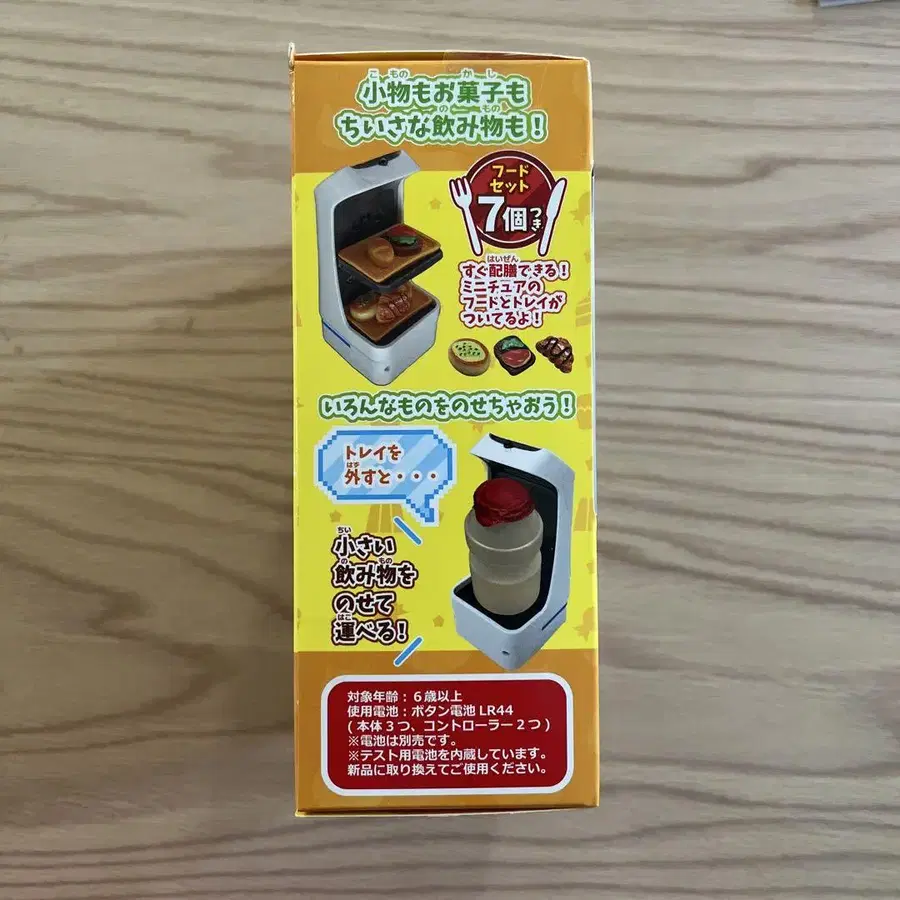 小物もお菓子も
ちいさな飲み物も!
フード
セット
7個つき
すぐ配膳できる!
ミニチュアの
フードとトレイが
ついてるよ!
いろんなものをのせちゃおう!
トレイを
外すと・・・
小さい
飲み物を
のせて
運べる!
対象年齢:6歳以上
使用電池:ボタン電池 LR44
(本体3つ、コントローラー2つ)
※電池は別売です。
※テスト用電池を内蔵しています。
新品に取り換えてご使用ください。